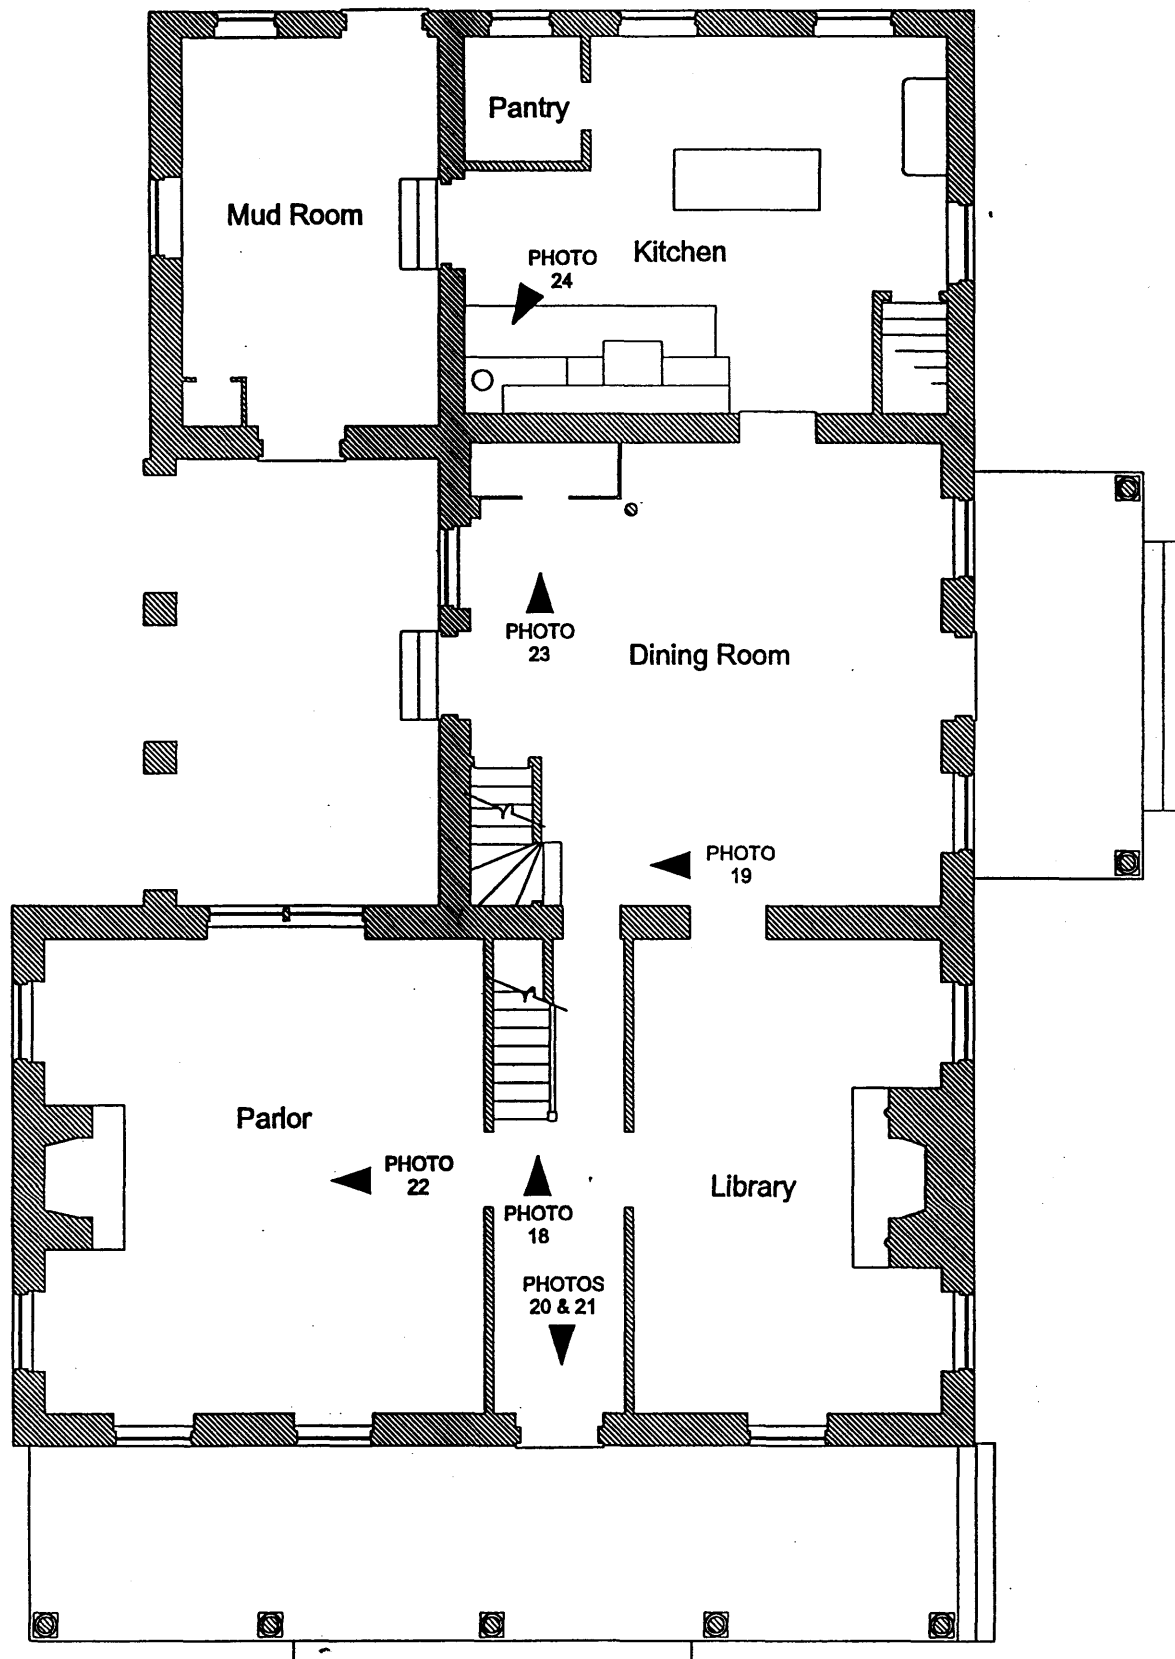 Pantry
Mud Room
Kitchen
PHOTO
24
PHOTO
23
Dining Room
PHOTO
19
Parlor
PHOTO
22
PHOTO
18
Library
PHOTOS
20 & 21